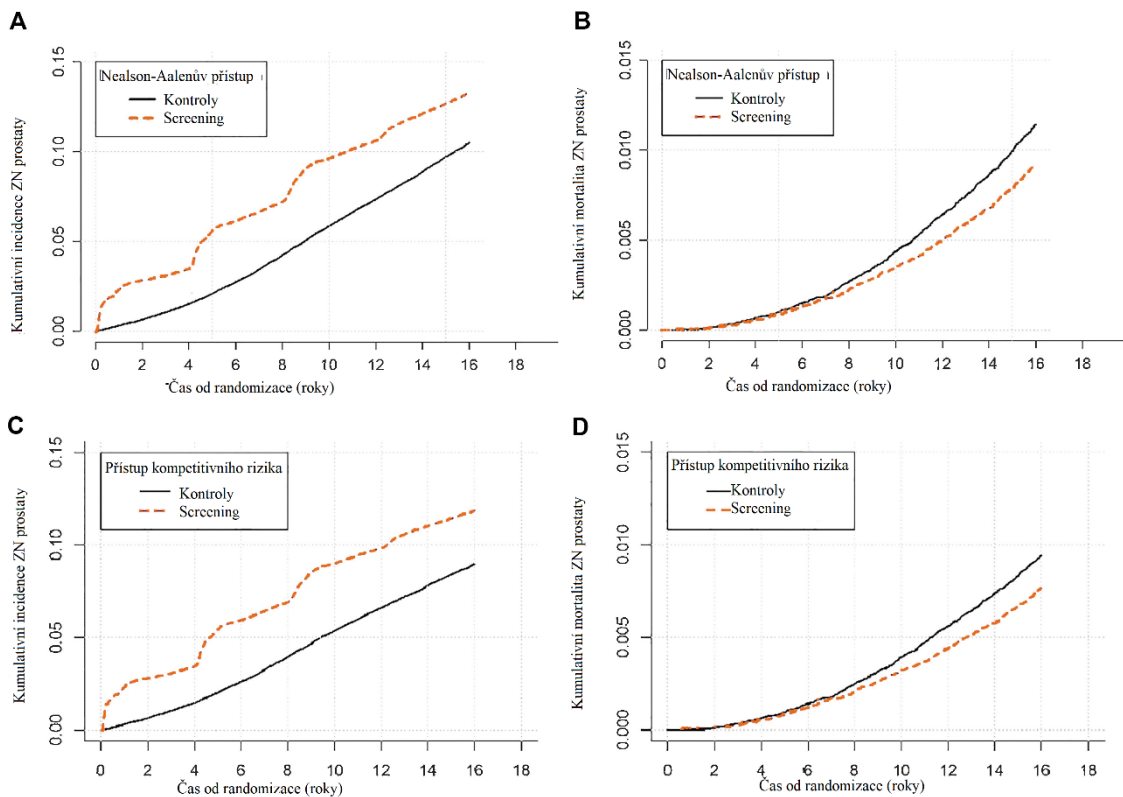 A
Kumulativní incidence ZN prostaty
0.15
0.10
0.05
0.00
Nealson-Aalenův přístup
Kontroly
Screening
0 2 4 6 8 10 12 14 16 18
Čas od randomizace (roky)
B
Kumulativní mortalita ZN prostaty
0.015
0.010
0.005
0.000
Nealson-Aalenův přístup
Kontroly
Screening
0 2 4 6 8 10 12 14 16 18
Čas od randomizace (roky)
C
Kumulativní incidence ZN prostaty
0.15
0.10
0.05
0.00
Přístup kompetitivního rizika
Kontroly
Screening
0 2 4 6 8 10 12 14 16 18
Čas od randomizace (roky)
D
Kumulativní mortalita ZN prostaty
0.015
0.010
0.005
0.000
Přístup kompetitivního rizika
Kontroly
Screening
0 2 4 6 8 10 12 14 16 18
Čas od randomizace (roky)